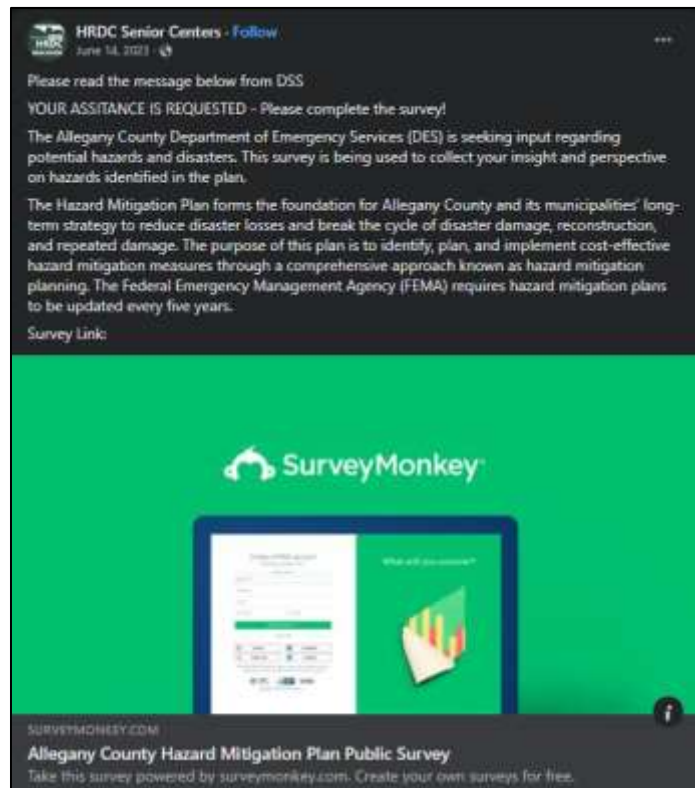 HRDC Senior Centers · Follow
June 14, 2023 ·
Please read the message below from DSS
YOUR ASSITANCE IS REQUESTED - Please complete the survey!
The Allegany County Department of Emergency Services (DES) is seeking input regarding
potential hazards and disasters. This survey is being used to collect your insight and perspective
on hazards identified in the plan.
The Hazard Mitigation Plan forms the foundation for Allegany County and its municipalities' long-
term strategy to reduce disaster losses and break the cycle of disaster damage, reconstruction,
and repeated damage. The purpose of this plan is to identify, plan, and implement cost-effective
hazard mitigation measures through a comprehensive approach known as hazard mitigation
planning. The Federal Emergency Management Agency (FEMA) requires hazard mitigation plans
to be updated every five years.
Survey Link:
SurveyMonkey
SURVEYMONKEY.COM
Allegany County Hazard Mitigation Plan Public Survey
Take this survey powered by surveymonkey.com. Create your own surveys for free.